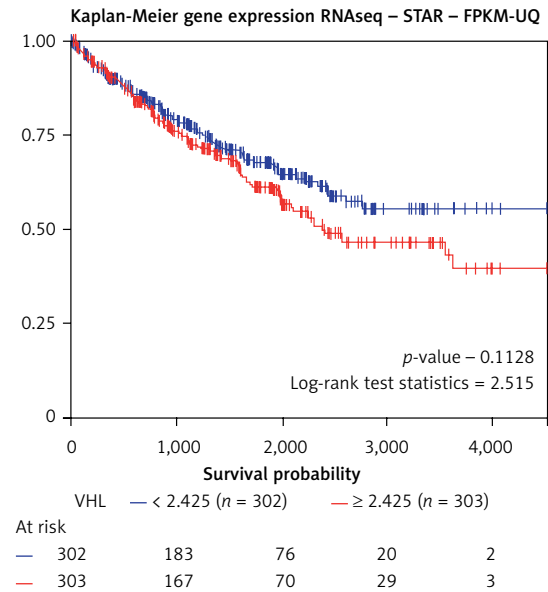 Kaplan-Meier gene expression RNAseq – STAR – FPKM-UQ
1.00
0.75
0.50
0.25
0
p-value – 0.1128
Log-rank test statistics = 2.515
0 1,000 2,000 3,000 4,000
Survival probability
VHL — < 2.425 (n = 302) — ≥ 2.425 (n = 303)
At risk
— 302 183 76 20 2
— 303 167 70 29 3